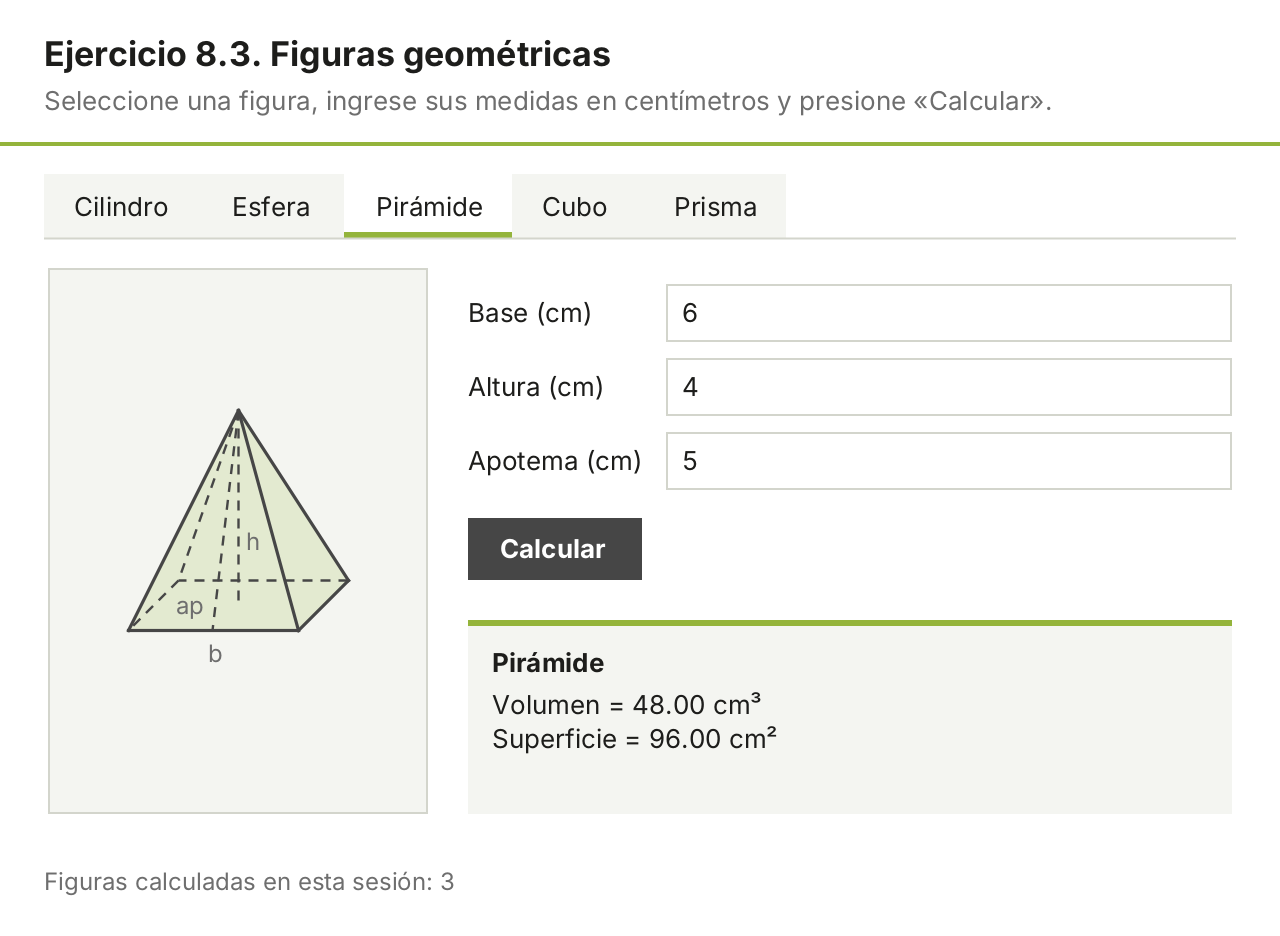 Ejercicio 8.3. Figuras geométricas
Seleccione una figura, ingrese sus medidas en centímetros y presione «Calcular».
Cilindro Esfera Pirámide Cubo Prisma
Base (cm) 6
Altura (cm) 4
Apotema (cm) 5
h
ap
b
Calcular
Pirámide
Volumen = 48.00 cm³
Superficie = 96.00 cm²
Figuras calculadas en esta sesión: 3